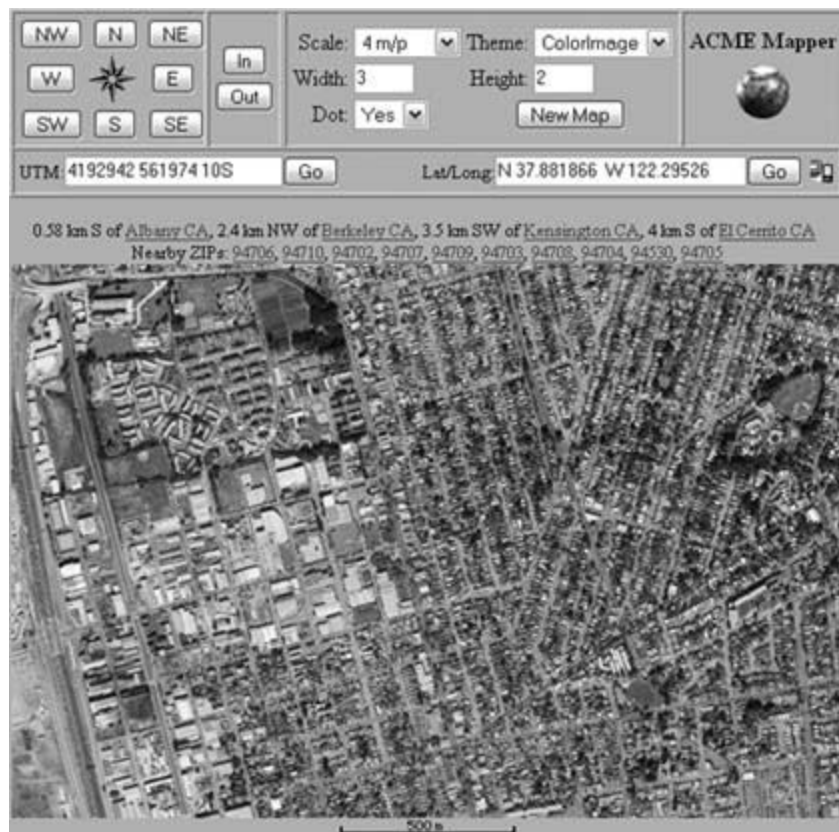 NW N NE
W E
SW S SE
In
Out
Scale: 4 m/p Theme: ColorImage
Width: 3 Height: 2
Dot: Yes New Map
ACME Mapper
UTM: 4192942 561974 10S Go Lat/Long: N 37.881866 W 122.29526 Go
0.58 km S of Albany CA, 2.4 km NW of Berkeley CA, 3.5 km SW of Kensington CA, 4 km S of El Cerrito CA
Nearby ZIPs: 94706, 94710, 94702, 94707, 94709, 94703, 94708, 94704, 94530, 94705
500 m